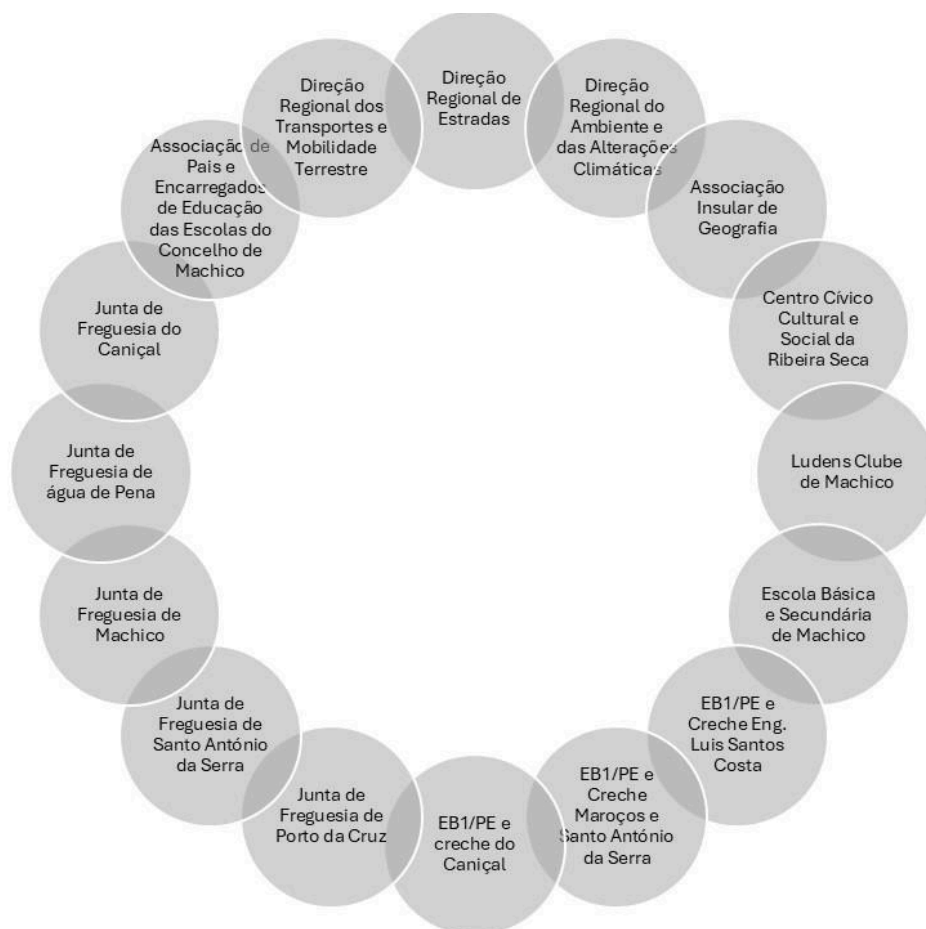 Direção
Regional de
Estradas
Direção
Regional do
Ambiente e
das Alterações
Climáticas
Associação
Insular de
Geografia
Centro Cívico
Cultural e
Social da
Ribeira Seca
Ludens Clube
de Machico
Escola Básica
e Secundária
de Machico
EB1/PE e
Creche Eng.
Luis Santos
Costa
EB1/PE e
Creche
Maroços e
Santo António
da Serra
EB1/PE e
creche do
Caniçal
Junta de
Freguesia de
Porto da Cruz
Junta de
Freguesia de
Santo António
da Serra
Junta de
Freguesia de
Machico
Junta de
Freguesia de
água de Pena
Junta de
Freguesia do
Caniçal
Associação de
Pais e
Encarregados
de Educação
das Escolas do
Concelho de
Machico
Direção
Regional dos
Transportes e
Mobilidade
Terrestre